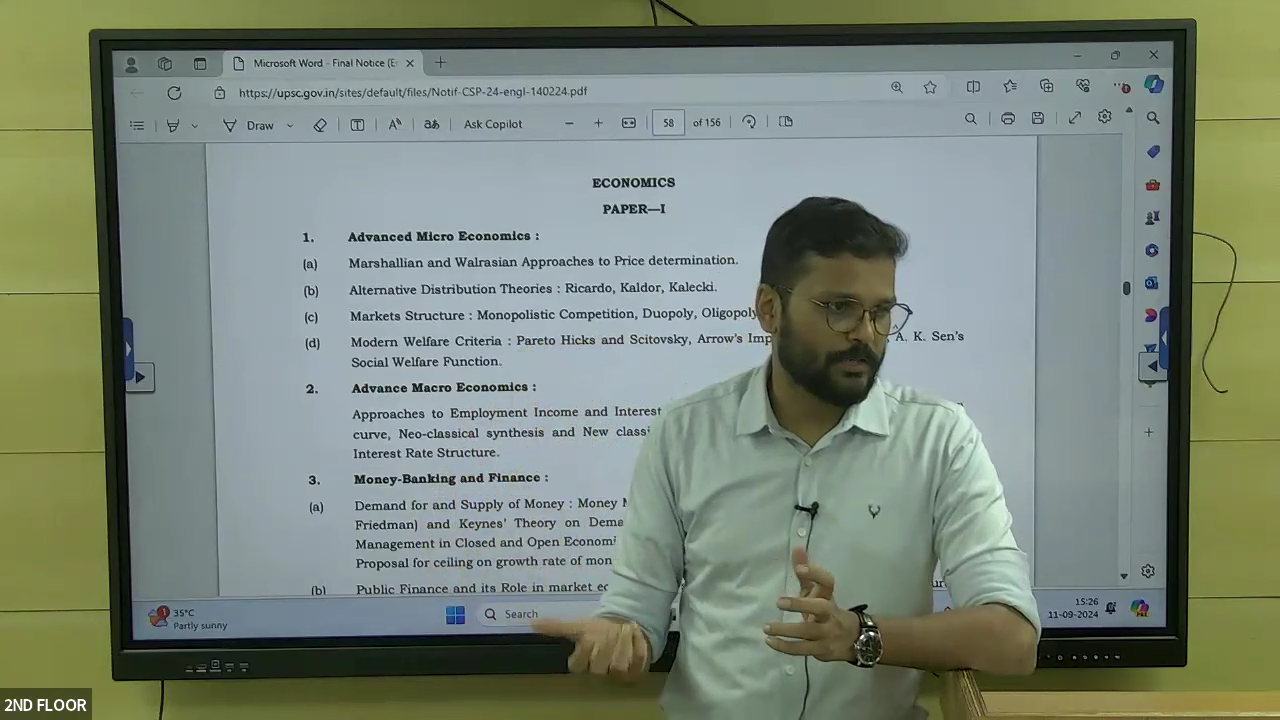 Microsoft Word - Final Notice (E
https://upsc.gov.in/sites/default/files/Notif-CSP-24-engl-140224.pdf
Draw
Ask Copilot
58 of 156
ECONOMICS
PAPER—I
1. Advanced Micro Economics :
(a) Marshallian and Walrasian Approaches to Price determination.
(b) Alternative Distribution Theories : Ricardo, Kaldor, Kalecki.
(c) Markets Structure : Monopolistic Competition, Duopoly, Oligopoly
(d) Modern Welfare Criteria : Pareto Hicks and Scitovsky, Arrow's Imp A. K. Sen's
Social Welfare Function.
2. Advance Macro Economics :
Approaches to Employment Income and Interest
curve, Neo-classical synthesis and New classi
Interest Rate Structure.
3. Money-Banking and Finance :
(a) Demand for and Supply of Money : Money M
Friedman) and Keynes' Theory on Dema
Management in Closed and Open Economi
Proposal for ceiling on growth rate of mon
(b) Public Finance and its Role in market ec
1
35°C
Partly sunny
Search
15:26
11-09-2024
2ND FLOOR